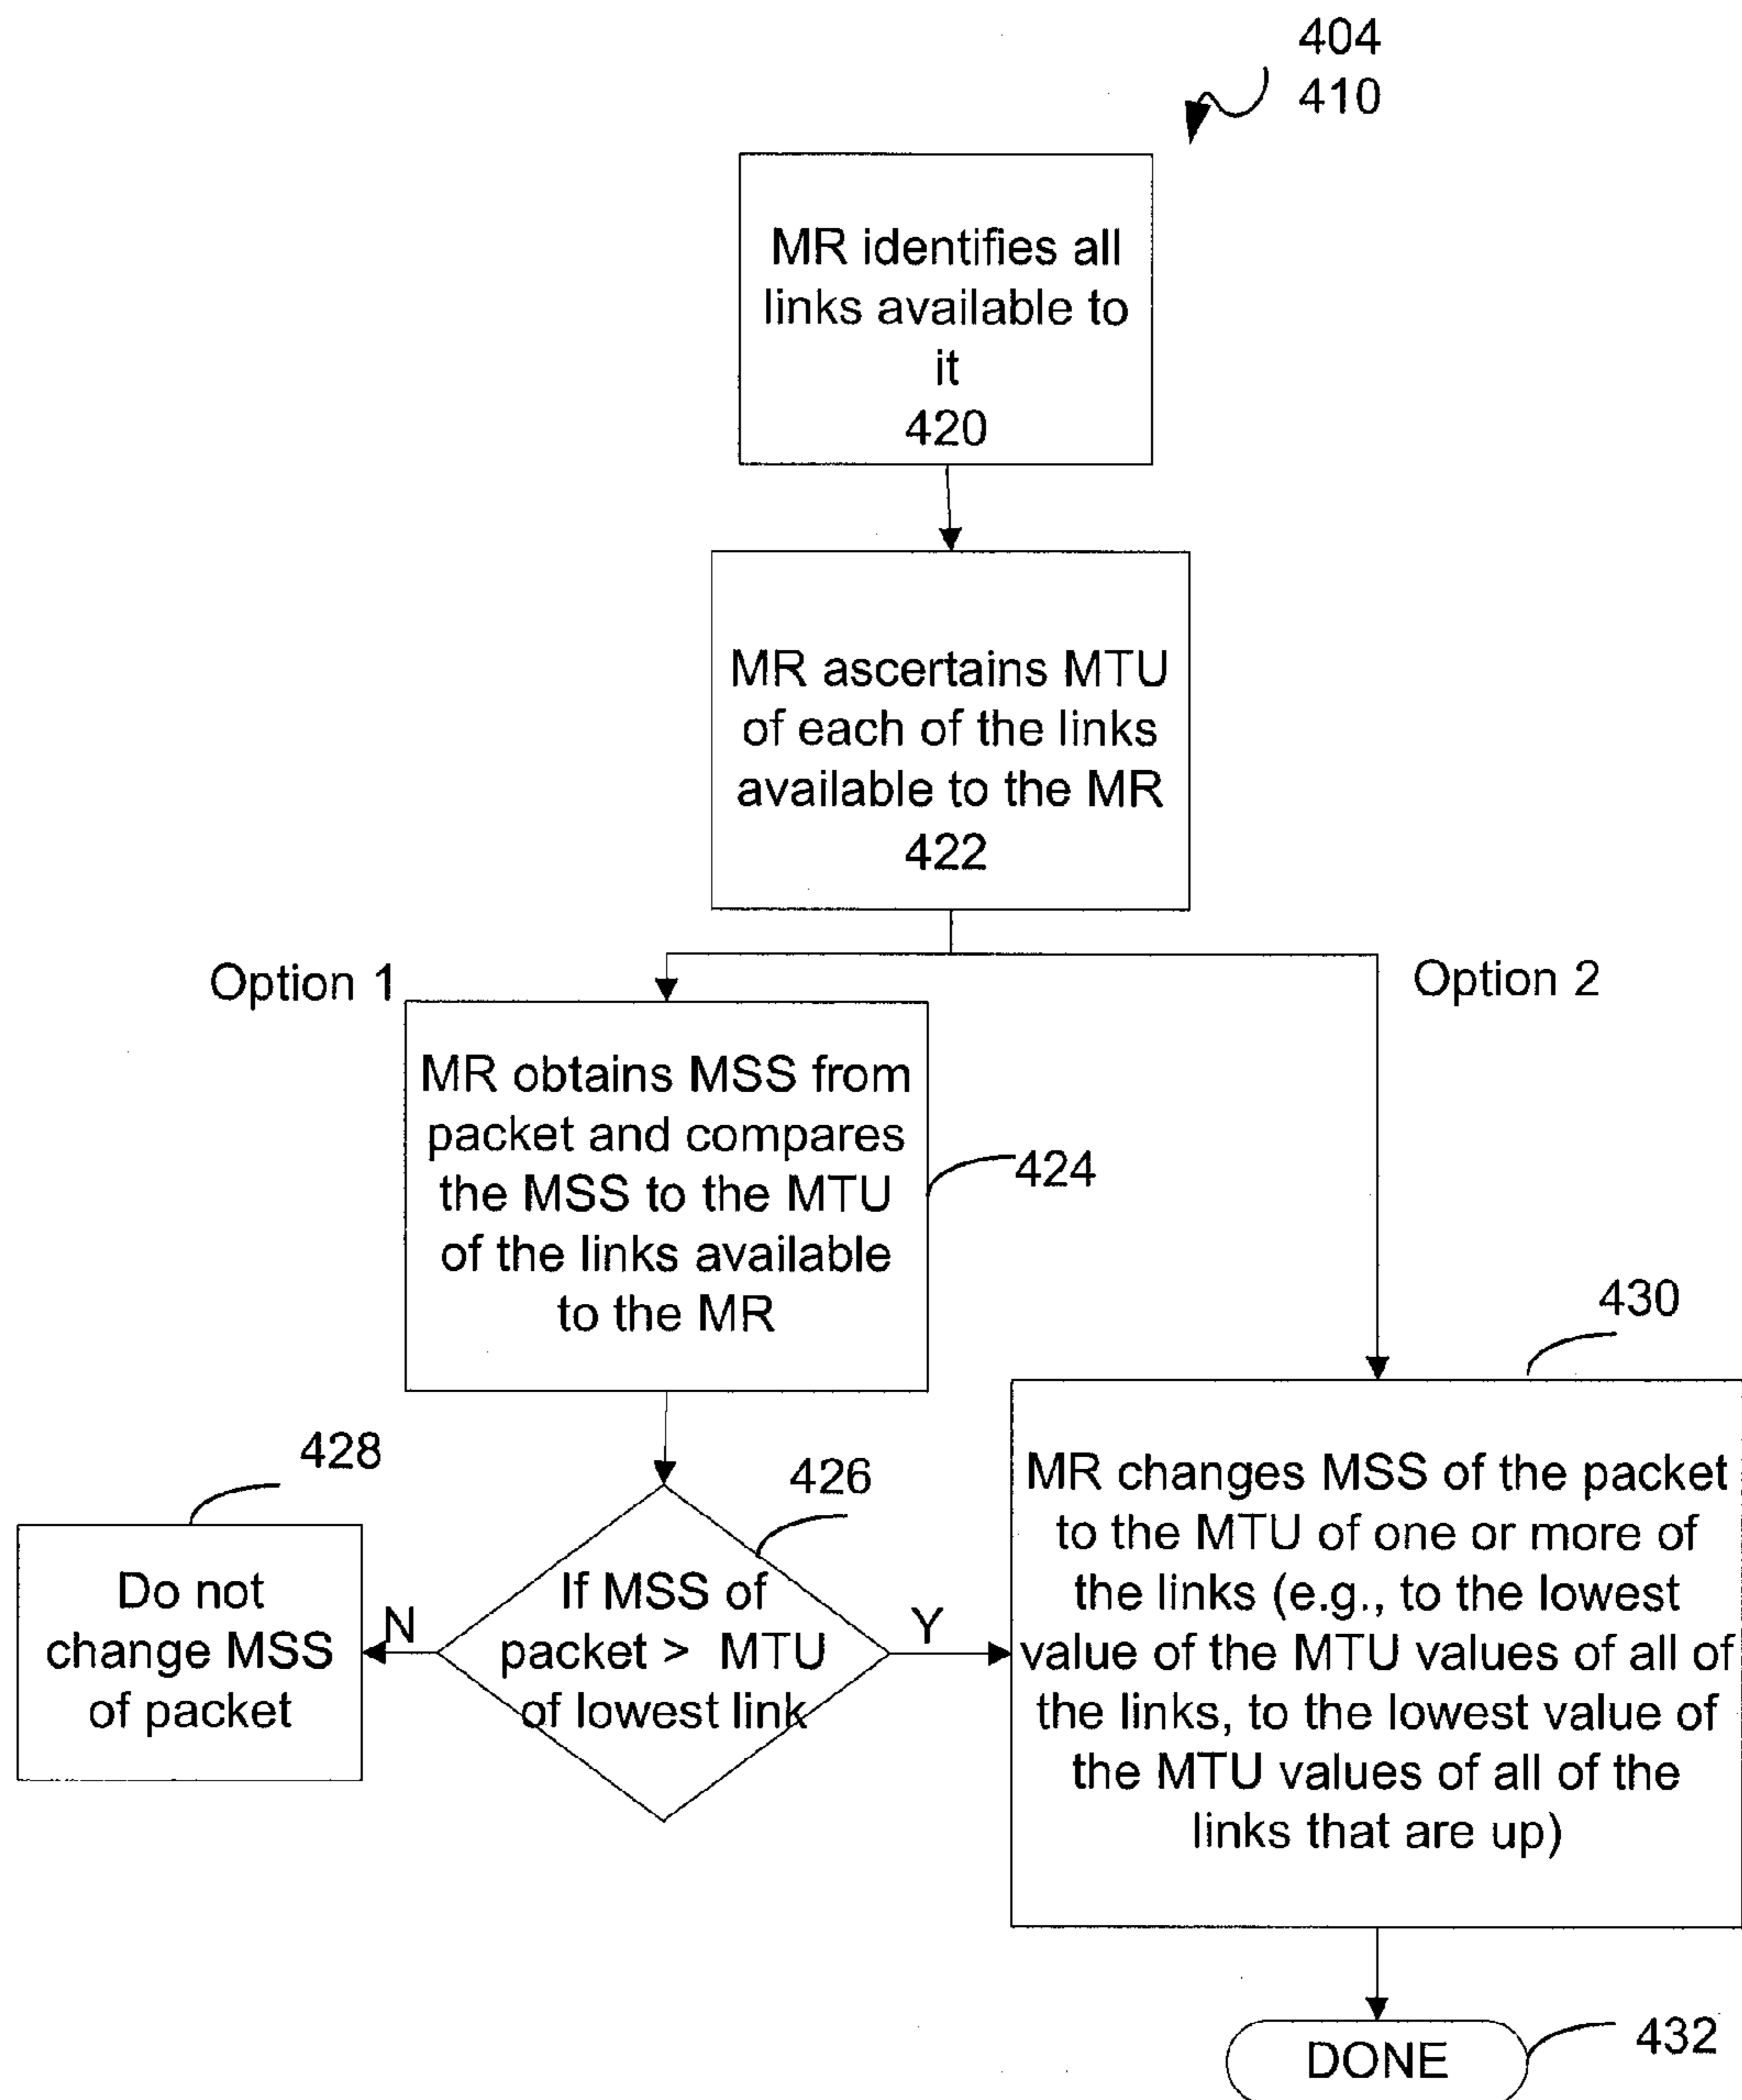 404
410
MR identifies all
links available to
it
420
MR ascertains MTU
of each of the links
available to the MR
422
Option 1
Option 2
MR obtains MSS from
packet and compares
the MSS to the MTU
of the links available
to the MR
424
430
428
426
Do not
change MSS
of packet
N
If MSS of
packet > MTU
of lowest link
Y
MR changes MSS of the packet
to the MTU of one or more of
the links (e.g., to the lowest
value of the MTU values of all of
the links, to the lowest value of
the MTU values of all of the
links that are up)
DONE
432